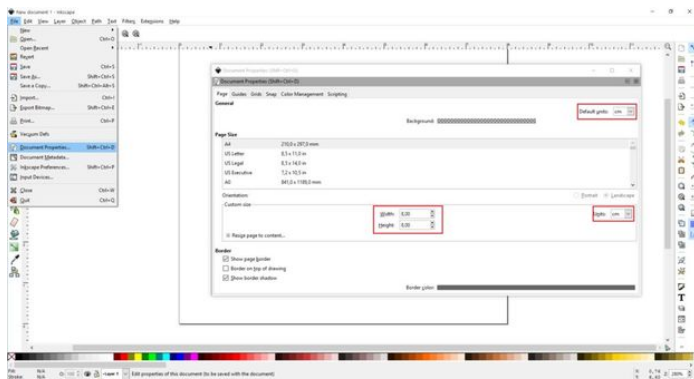 New document 1 - Inkscape
File Edit View Layer Object Path Text Filters Extensions Help
New
Open... Ctrl+O
Open Recent
Revert
Save Ctrl+S
Save As... Shift+Ctrl+S
Save a Copy... Shift+Ctrl+Alt+S
Import... Ctrl+I
Export Bitmap... Shift+Ctrl+E
Print... Ctrl+P
Vacuum Defs
Document Properties... Shift+Ctrl+D
Document Metadata...
Inkscape Preferences... Shift+Ctrl+P
Input Devices...
Close Ctrl+W
Quit Ctrl+Q
Document Properties (Shift+Ctrl+D)
Document Properties (Shift+Ctrl+D)
Page Guides Grids Snap Color Management Scripting
General
Default units: cm
Background:
Page Size
A4 210,0 x 297,0 mm
US Letter 8,5 x 11,0 in
US Legal 8,5 x 14,0 in
US Executive 7,2 x 10,5 in
A0 841,0 x 1189,0 mm
Orientation: Portrait Landscape
Custom size
Width: 8,00 Units: cm
Height: 8,00
Resize page to content...
Border
Show page border
Border on top of drawing
Show border shadow
Border color:
Fill: N/A
Stroke: N/A
Edit properties of this document (to be saved with the document)